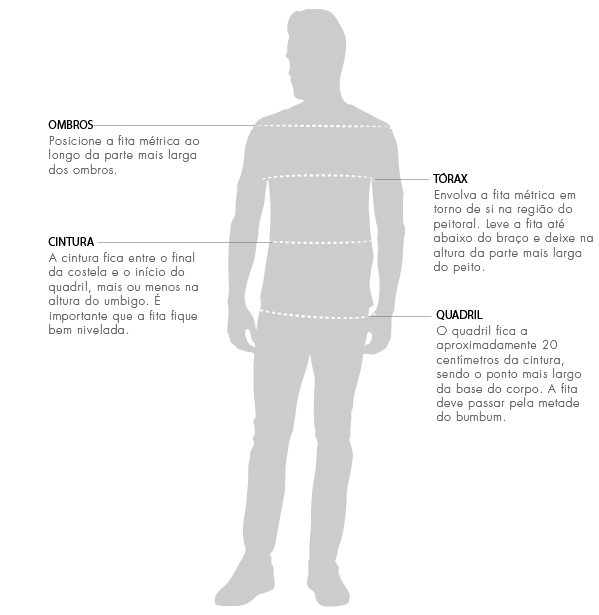 OMBROS
Posicione a fita métrica ao
longo da parte mais larga
dos ombros.
TÓRAX
Envolva a fita métrica em
torno de si na região do
peitoral. Leve a fita até
abaixo do braço e deixe na
altura da parte mais larga
do peito.
CINTURA
A cintura fica entre o final
da costela e o início do
quadril, mais ou menos na
altura do umbigo. É
importante que a fita fique
bem nivelada.
QUADRIL
O quadril fica a
aproximadamente 20
centímetros da cintura,
sendo o ponto mais largo
da base do corpo. A fita
deve passar pela metade
do bumbum.